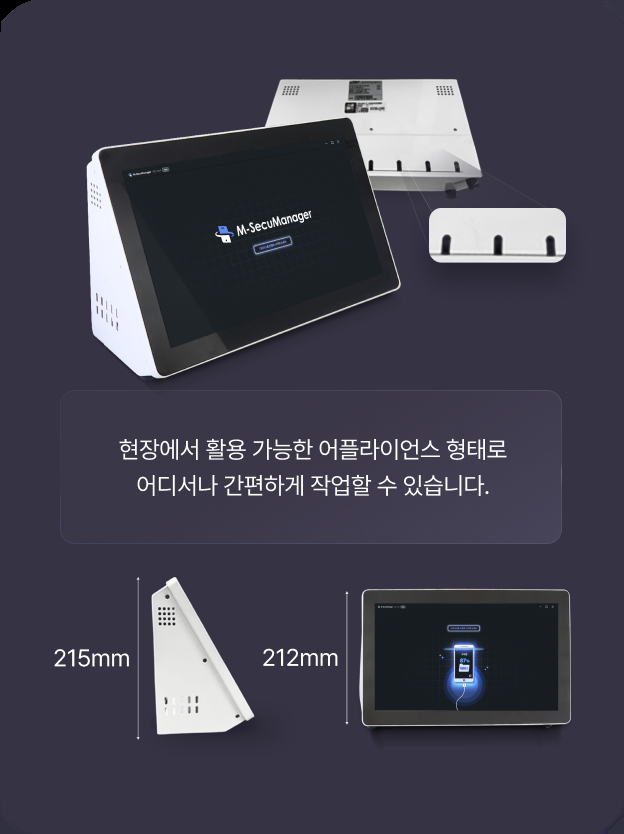 M-SecuManager
현장에서 활용 가능한 어플라이언스 형태로
어디서나 간편하게 작업할 수 있습니다.
215mm
212mm
87%